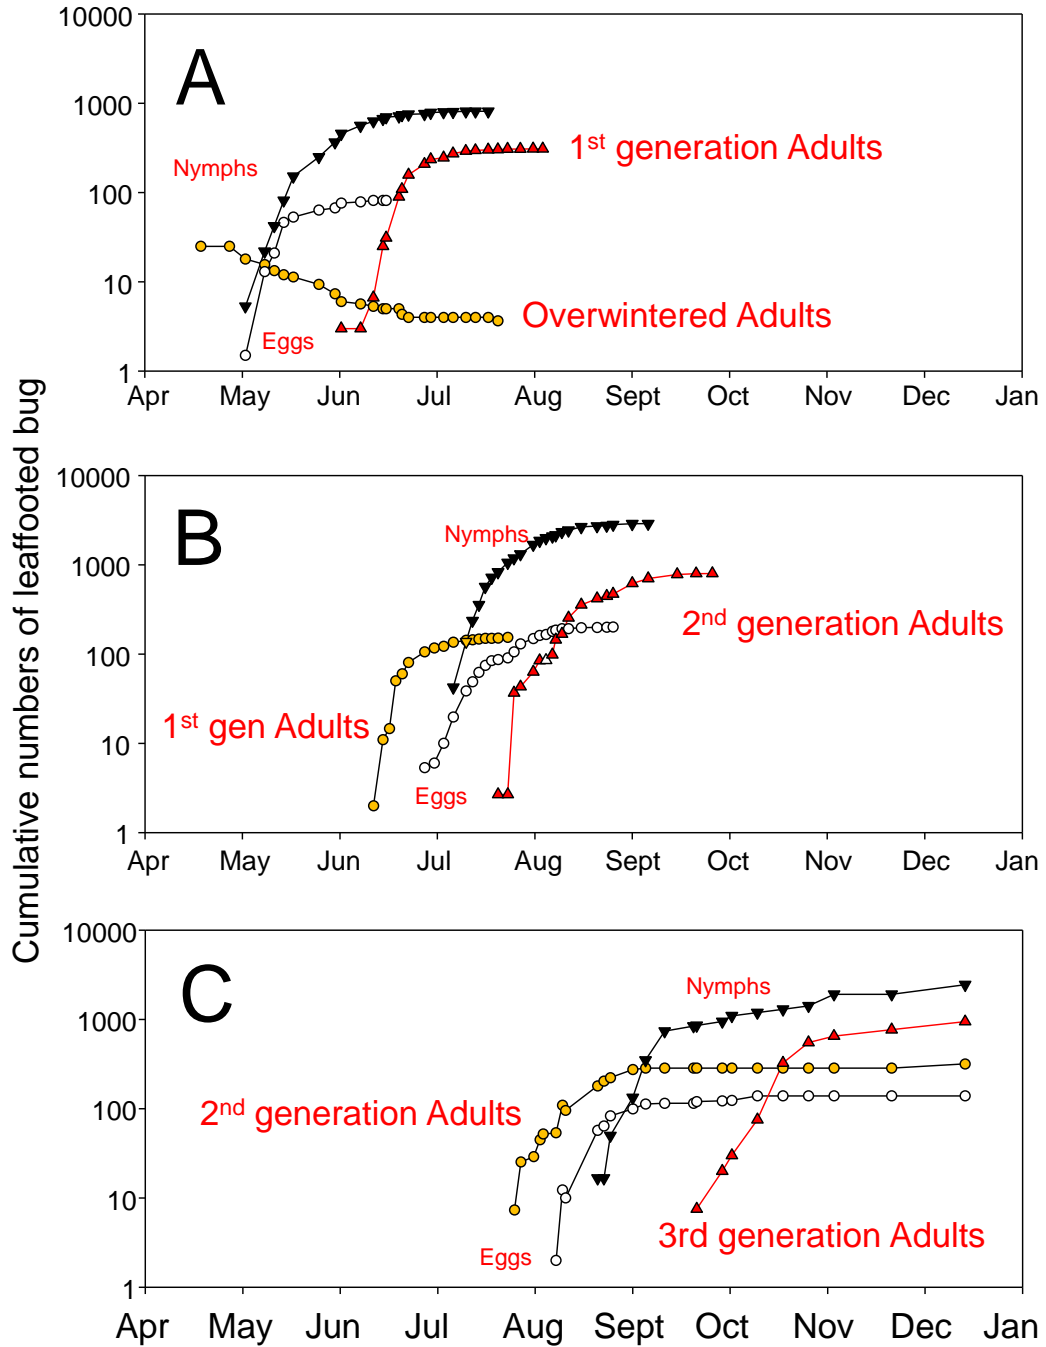 Cumulative numbers of leaffooted bug
10000
1000
100
10
1
A
Nymphs
1st generation Adults
Overwintered Adults
Eggs
Apr May Jun Jul Aug Sept Oct Nov Dec Jan
10000
1000
100
10
1
B
Nymphs
2nd generation Adults
1st gen Adults
Eggs
Apr May Jun Jul Aug Sept Oct Nov Dec Jan
10000
1000
100
10
1
C
Nymphs
2nd generation Adults
3rd generation Adults
Eggs
Apr May Jun Jul Aug Sept Oct Nov Dec Jan